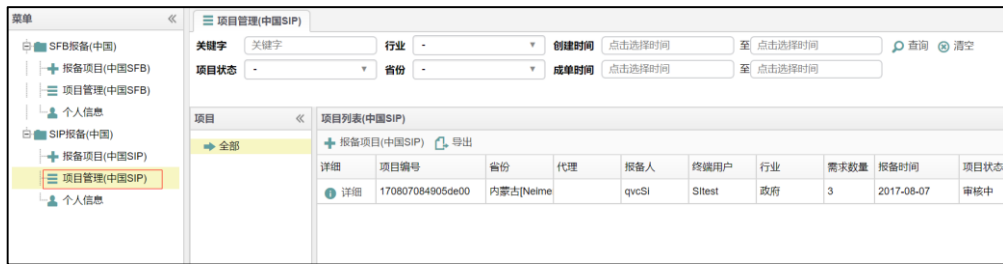 菜单
SFB报备(中国)
报备项目(中国SFB)
项目管理(中国SFB)
个人信息
SIP报备(中国)
报备项目(中国SIP)
项目管理(中国SIP)
个人信息
项目管理(中国SIP)
关键字 关键字 行业 - 创建时间 点击选择时间 至 点击选择时间 查询 清空
项目状态 - 省份 - 成单时间 点击选择时间 至 点击选择时间
项目
全部
项目列表(中国SIP)
报备项目(中国SIP) 导出
详细 项目编号 省份 代理 报备人 终端用户 行业 需求数量 报备时间 项目状态
详细 170807084905de00 内蒙古[Neime qvcSi SItest 政府 3 2017-08-07 审核中